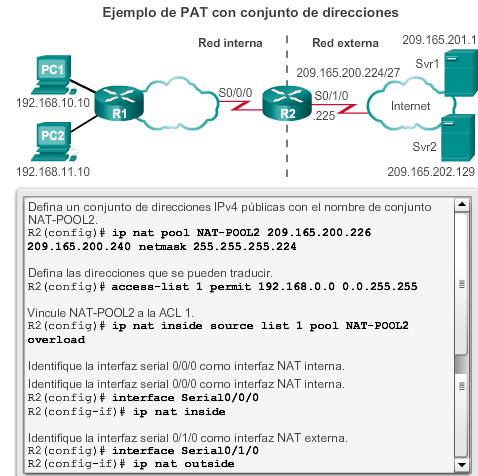 Ejemplo de PAT con conjunto de direcciones
Red interna
Red externa
209.165.201.1
Svr1
PC1
209.165.200.224/27
192.168.10.10
S0/0/0
S0/1/0
Internet
R1
R2
.225
PC2
Svr2
192.168.11.10
209.165.202.129
Defina un conjunto de direcciones IPv4 públicas con el nombre de conjunto
NAT-POOL2.
R2(config)# ip nat pool NAT-POOL2 209.165.200.226
209.165.200.240 netmask 255.255.255.224
Defina las direcciones que se pueden traducir.
R2(config)# access-list 1 permit 192.168.0.0 0.0.255.255
Vincule NAT-POOL2 a la ACL 1.
R2(config)# ip nat inside source list 1 pool NAT-POOL2
overload
Identifique la interfaz serial 0/0/0 como interfaz NAT interna.
Identifique la interfaz serial 0/0/0 como interfaz NAT interna.
R2(config)# interface Serial0/0/0
R2(config-if)# ip nat inside
Identifique la interfaz serial 0/1/0 como interfaz NAT externa.
R2(config)# interface Serial0/1/0
R2(config-if)# ip nat outside